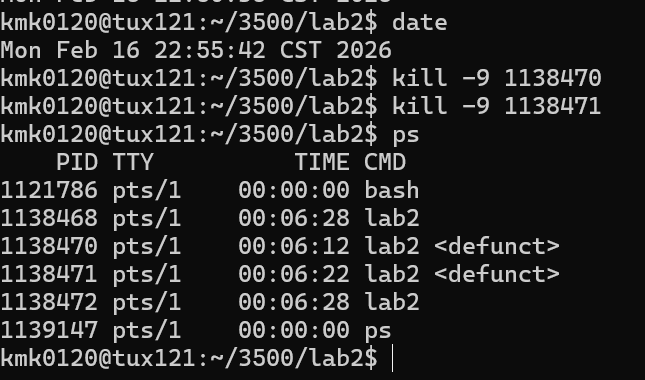 kmk0120@tux121:~/3500/lab2$ date
Mon Feb 16 22:55:42 CST 2026
kmk0120@tux121:~/3500/lab2$ kill -9 1138470
kmk0120@tux121:~/3500/lab2$ kill -9 1138471
kmk0120@tux121:~/3500/lab2$ ps
    PID TTY          TIME CMD
1121786 pts/1    00:00:00 bash
1138468 pts/1    00:06:28 lab2
1138470 pts/1    00:06:12 lab2 <defunct>
1138471 pts/1    00:06:22 lab2 <defunct>
1138472 pts/1    00:06:28 lab2
1139147 pts/1    00:00:00 ps
kmk0120@tux121:~/3500/lab2$